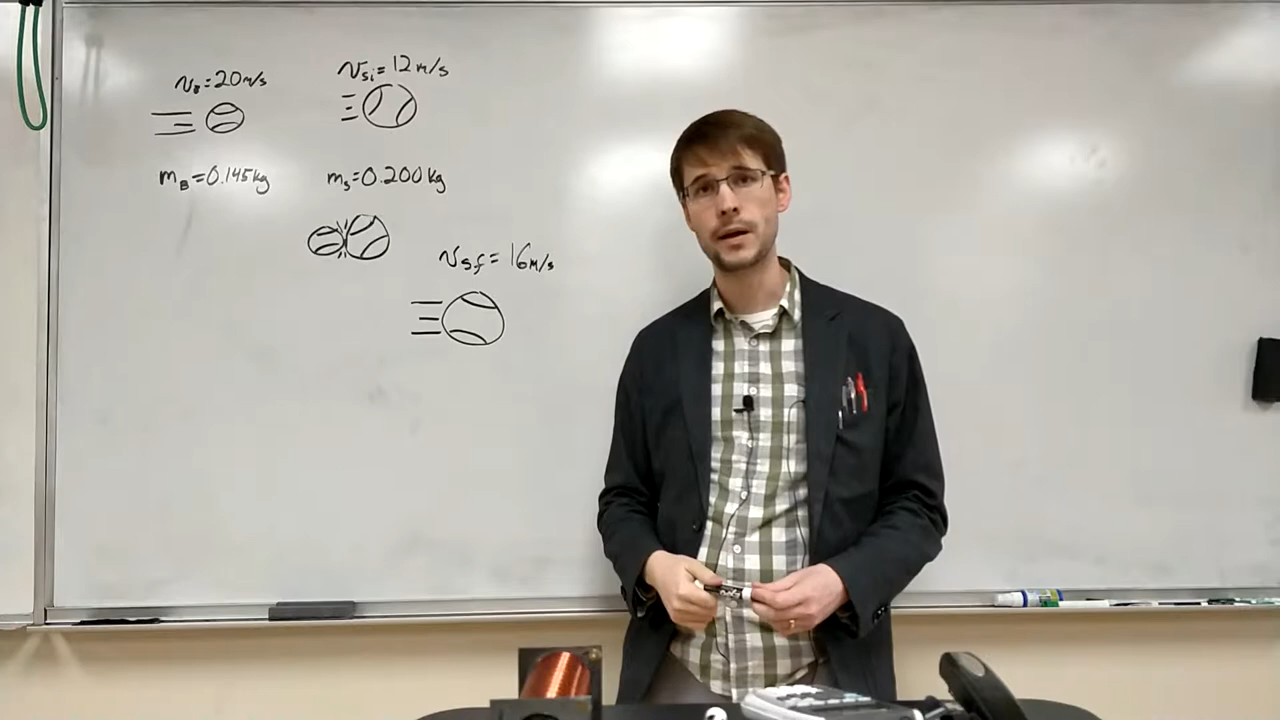 v_B = 20 m/s
v_si = 12 m/s
m_B = 0.145 kg
m_s = 0.200 kg
v_sf = 16 m/s